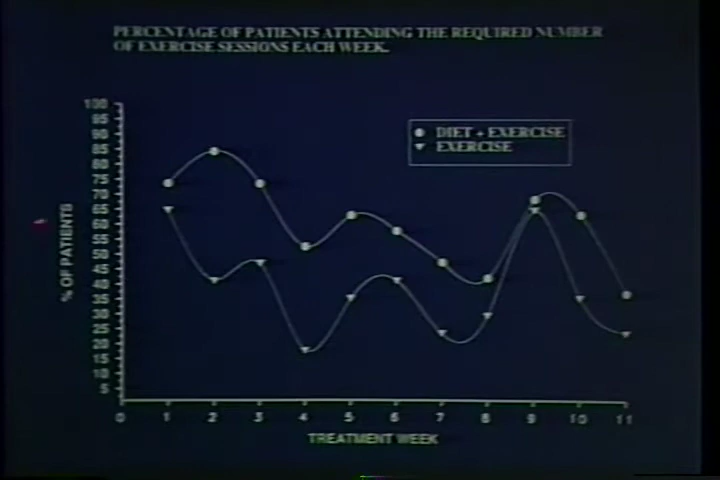 PERCENTAGE OF PATIENTS ATTENDING THE REQUIRED NUMBER
OF EXERCISE SESSIONS EACH WEEK.
DIET + EXERCISE
EXERCISE
% OF PATIENTS
100
95
90
85
80
75
70
65
60
55
50
45
40
35
30
25
20
15
10
5
0 1 2 3 4 5 6 7 8 9 10 11
TREATMENT WEEK